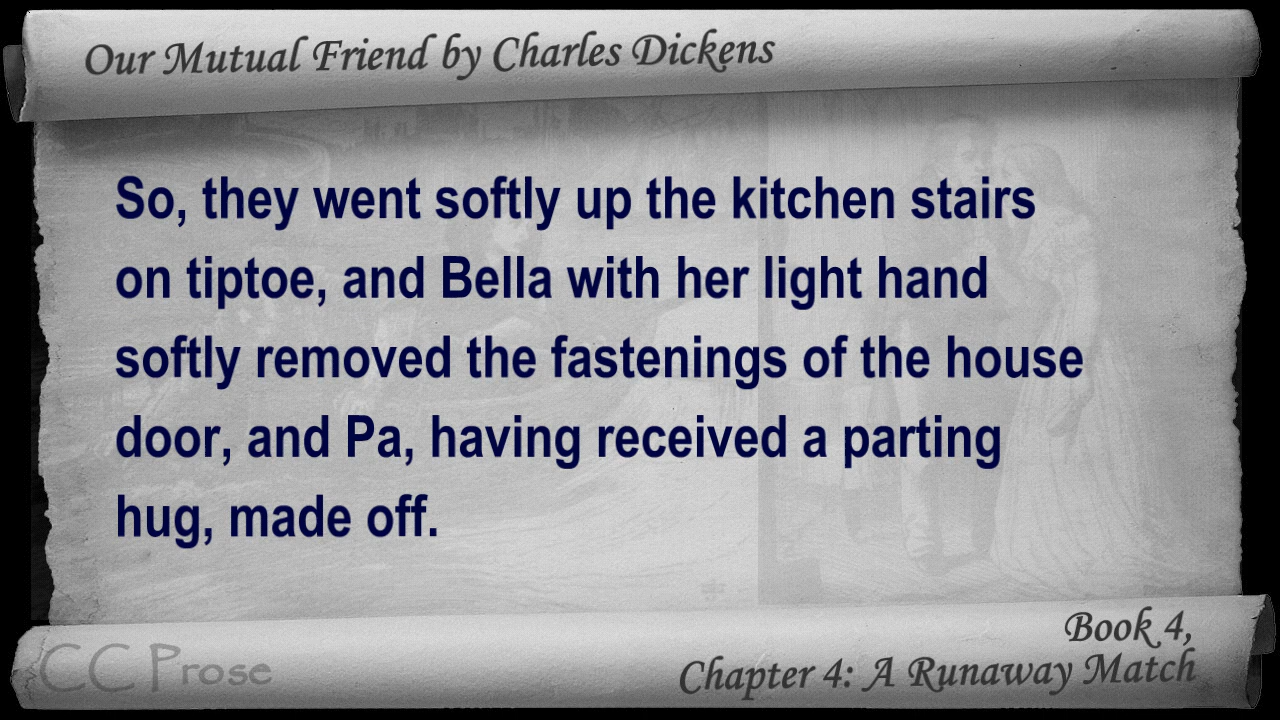 Our Mutual Friend by Charles Dickens
So, they went softly up the kitchen stairs
on tiptoe, and Bella with her light hand
softly removed the fastenings of the house
door, and Pa, having received a parting
hug, made off.
Book 4,
Chapter 4: A Runaway Match
CC Prose